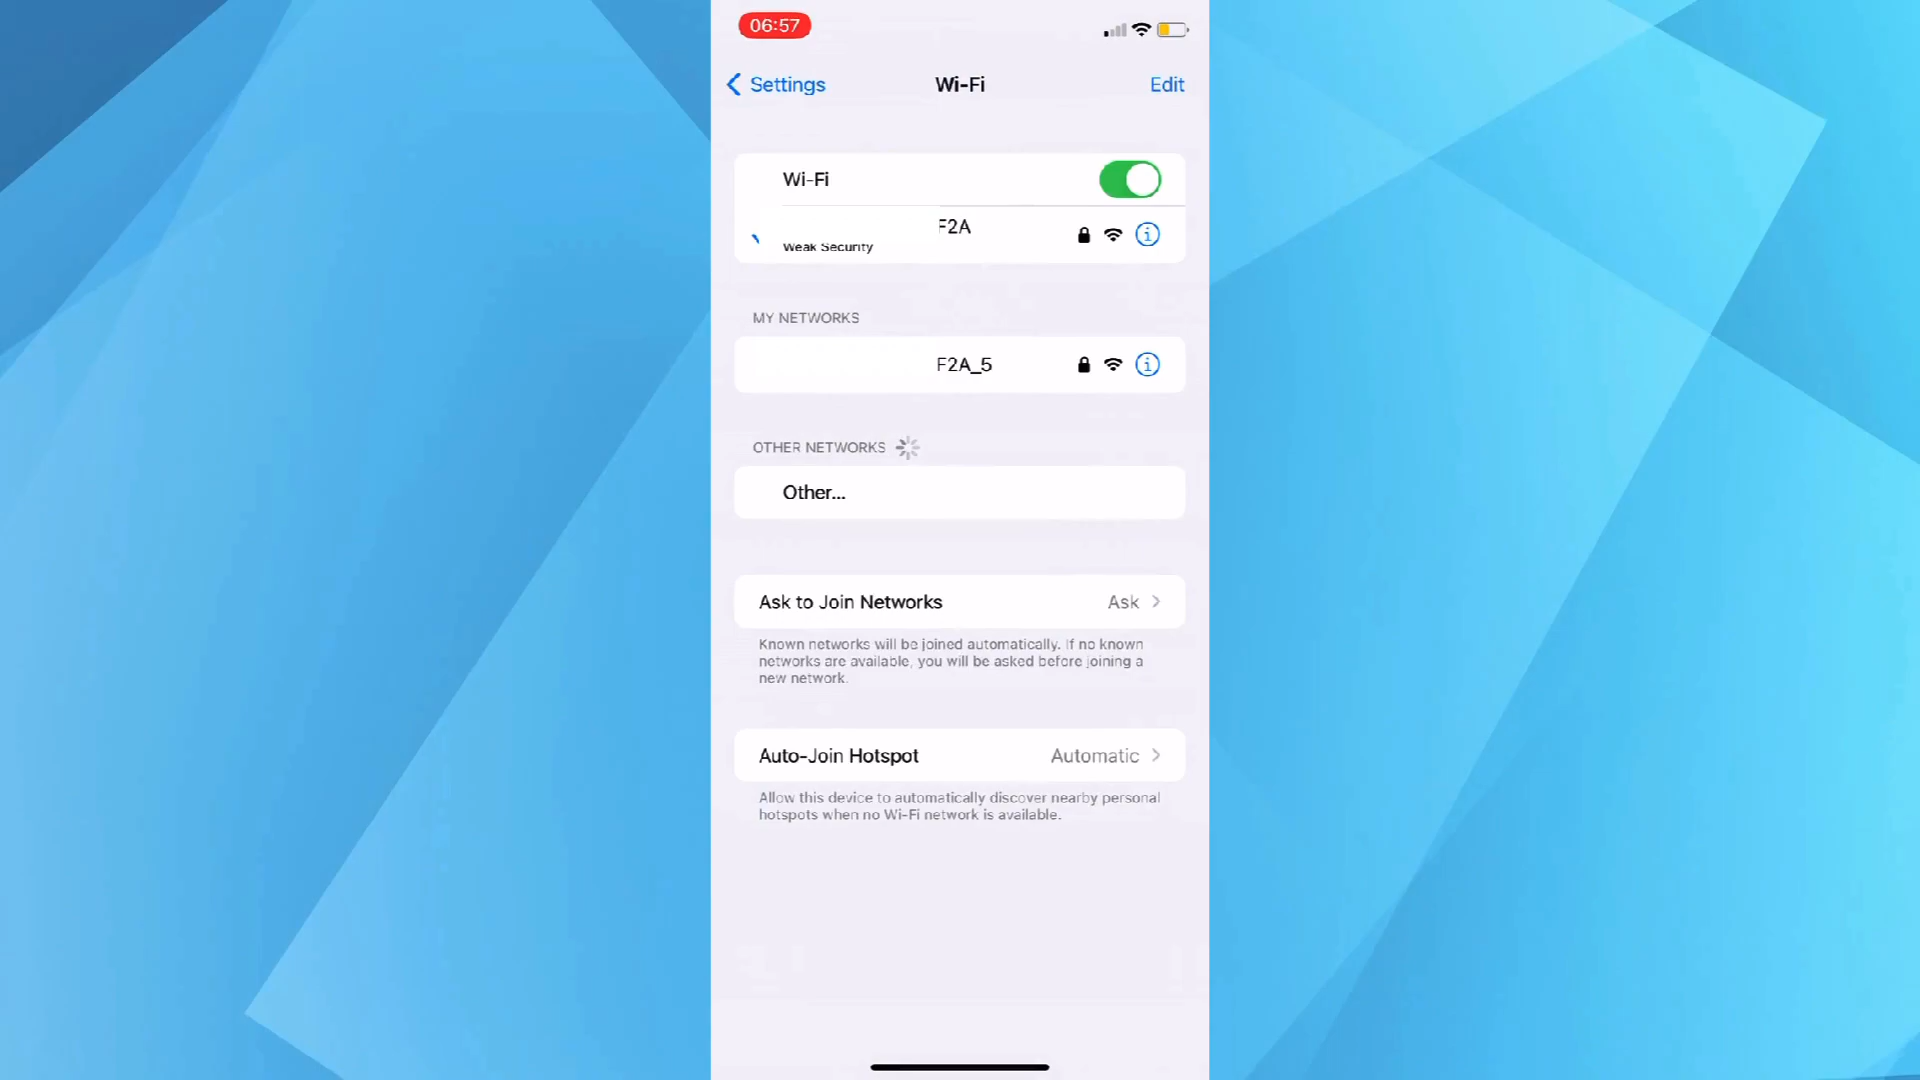 06:57
Settings
Wi-Fi
Edit
Wi-Fi
F2A
Weak Security
MY NETWORKS
F2A_5
OTHER NETWORKS
Other...
Ask to Join Networks
Ask
Known networks will be joined automatically. If no known
networks are available, you will be asked before joining a
new network.
Auto-Join Hotspot
Automatic
Allow this device to automatically discover nearby personal
hotspots when no Wi-Fi network is available.